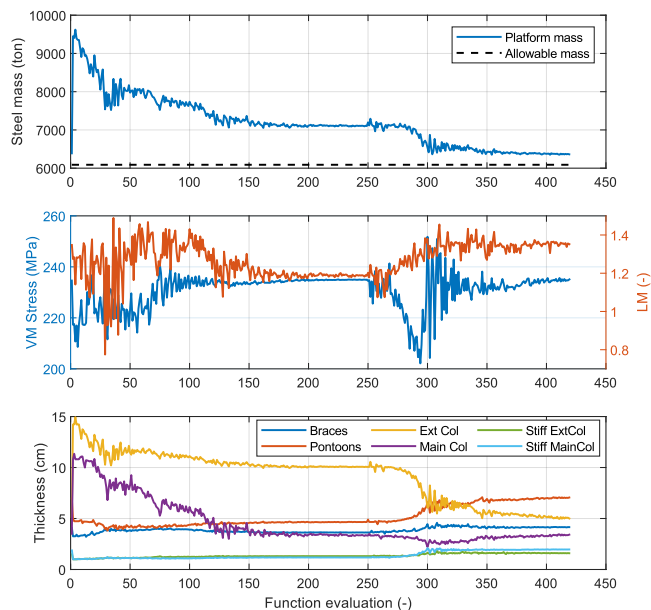 10000
9000
8000
7000
6000
Steel mass (ton)
Platform mass
Allowable mass
0 50 100 150 200 250 300 350 400 450
260
240
220
200
VM Stress (MPa)
1.4
1.2
1
0.8
LM (-)
0 50 100 150 200 250 300 350 400 450
15
10
5
0
Thickness (cm)
Braces Ext Col Stiff ExtCol
Pontoons Main Col Stiff MainCol
0 50 100 150 200 250 300 350 400 450
Function evaluation (-)